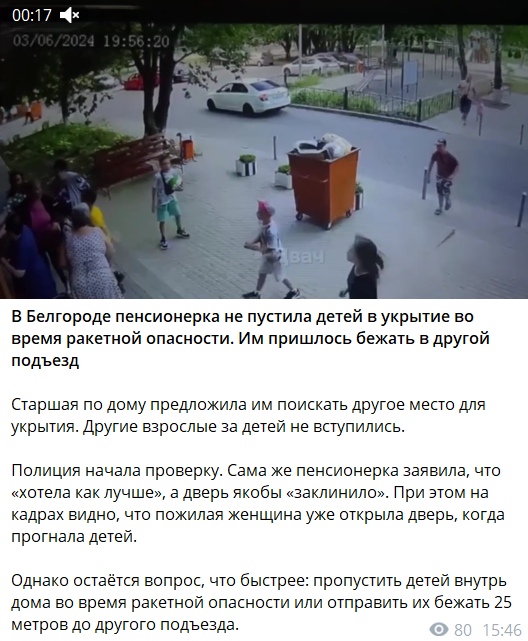 00:17
03/06/2024 19:56:20
Двач
В Белгороде пенсионерка не пустила детей в укрытие во
время ракетной опасности. Им пришлось бежать в другой
подъезд
Старшая по дому предложила им поискать другое место для
укрытия. Другие взрослые за детей не вступились.
Полиция начала проверку. Сама же пенсионерка заявила, что
«хотела как лучше», а дверь якобы «заклинило». При этом на
кадрах видно, что пожилая женщина уже открыла дверь, когда
прогнала детей.
Однако остаётся вопрос, что быстрее: пропустить детей внутрь
дома во время ракетной опасности или отправить их бежать 25
метров до другого подъезда.
80 15:46